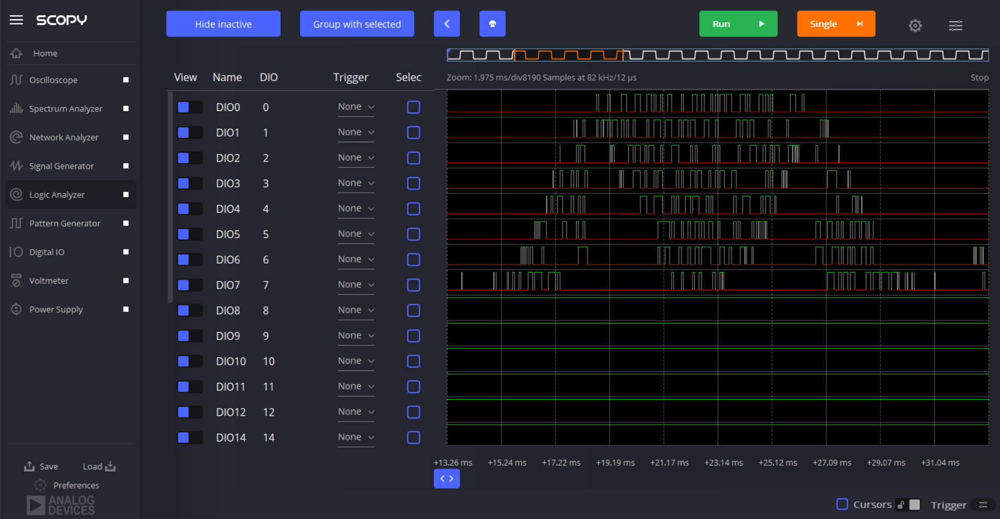 SCOPY
Home
Oscilloscope
Spectrum Analyzer
Network Analyzer
Signal Generator
Logic Analyzer
Pattern Generator
Digital IO
Voltmeter
Power Supply
Save Load
Preferences
ANALOG
DEVICES
Hide inactive Group with selected Run Single
View Name DIO Trigger Selec
Zoom: 1.975 ms/div8190 Samples at 82 kHz/12 µs Stop
DIO0 0 None
DIO1 1 None
DIO2 2 None
DIO3 3 None
DIO4 4 None
DIO5 5 None
DIO6 6 None
DIO7 7 None
DIO8 8 None
DIO9 9 None
DIO10 10 None
DIO11 11 None
DIO12 12 None
DIO14 14 None
+13.26 ms +15.24 ms +17.22 ms +19.19 ms +21.17 ms +23.14 ms +25.12 ms +27.09 ms +29.07 ms +31.04 ms
Cursors Trigger